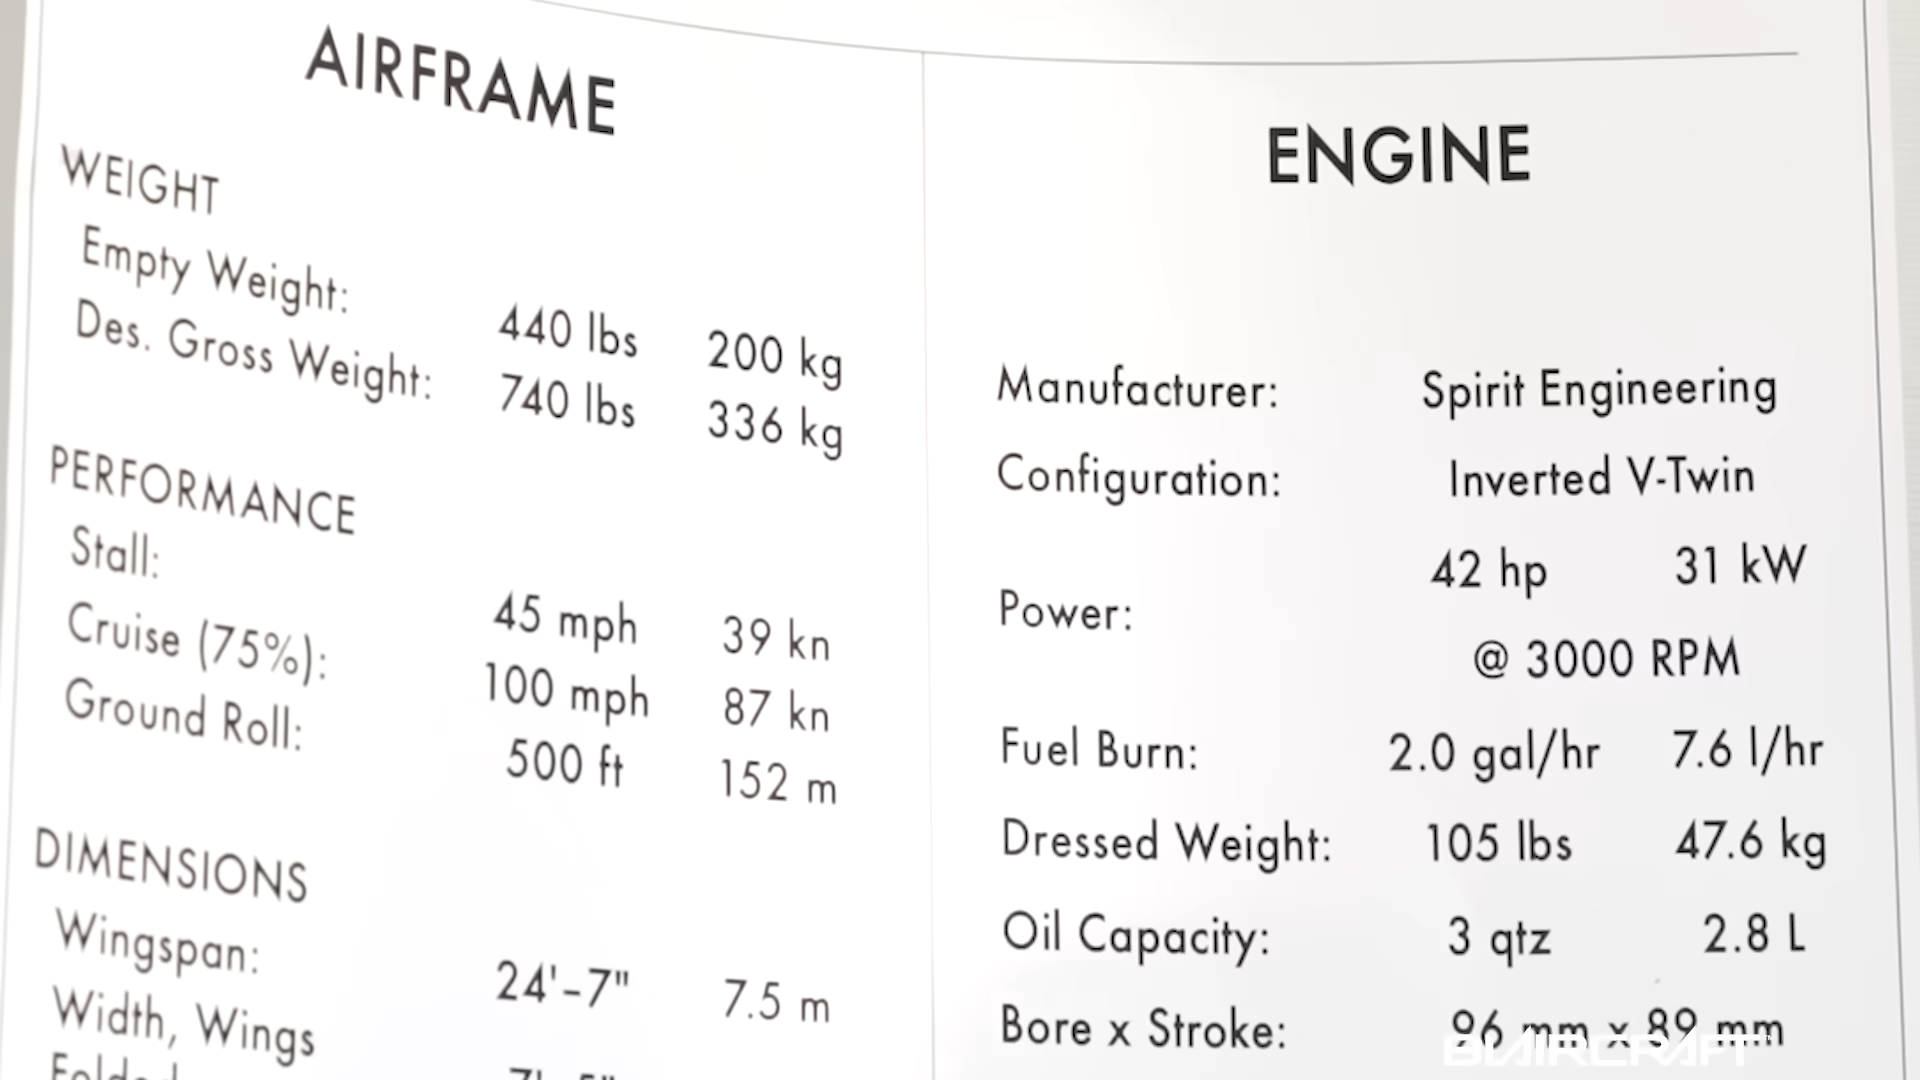 AIRFRAME
WEIGHT
Empty Weight: 440 lbs 200 kg
Des. Gross Weight: 740 lbs 336 kg
PERFORMANCE
Stall: 45 mph 39 kn
Cruise (75%): 100 mph 87 kn
Ground Roll: 500 ft 152 m
DIMENSIONS
Wingspan: 24'-7" 7.5 m
Width, Wings
Folded
ENGINE
Manufacturer: Spirit Engineering
Configuration: Inverted V-Twin
Power: 42 hp 31 kW
@ 3000 RPM
Fuel Burn: 2.0 gal/hr 7.6 l/hr
Dressed Weight: 105 lbs 47.6 kg
Oil Capacity: 3 qtz 2.8 L
Bore x Stroke: 96 mm x 89 mm
BLAIRCRAFT